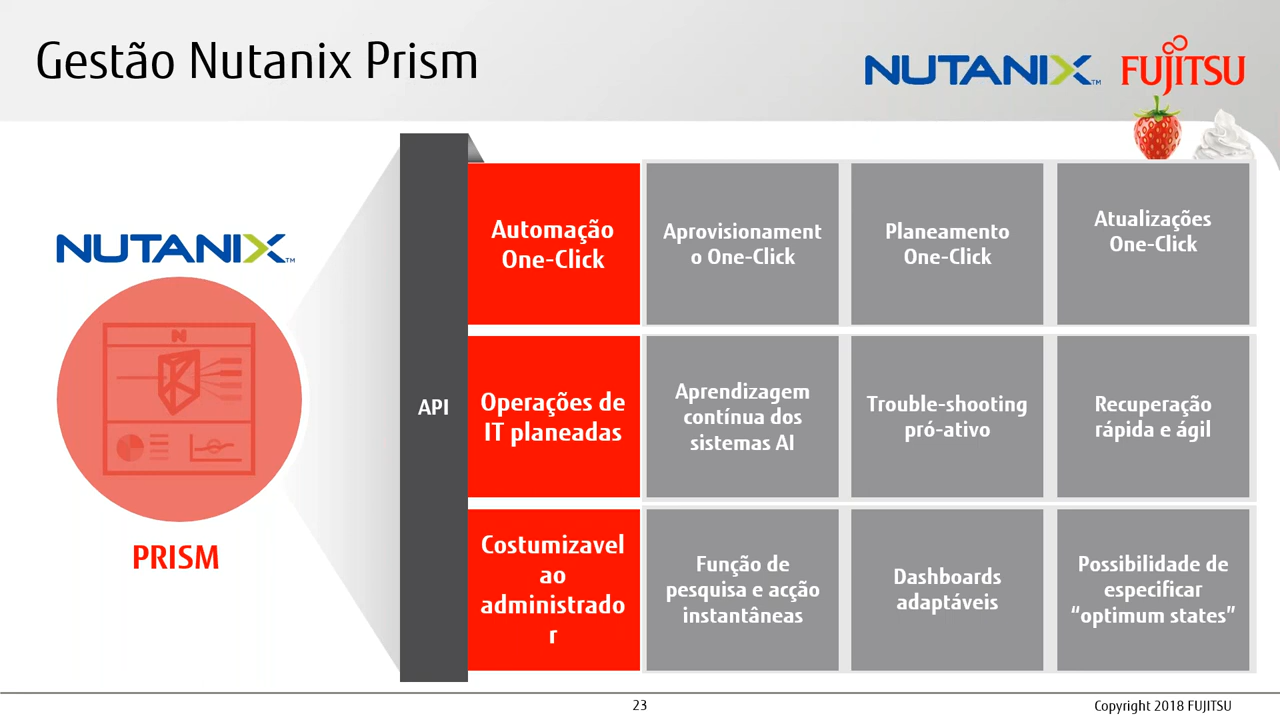 Gestão Nutanix Prism
NUTANIX™
FUJITSU
NUTANIX™
N
PRISM
API
Automação
One-Click
Aprovisionament
o One-Click
Planeamento
One-Click
Atualizações
One-Click
Operações de
IT planeadas
Aprendizagem
contínua dos
sistemas AI
Trouble-shooting
pró-ativo
Recuperação
rápida e ágil
Costumizavel
ao
administrado
r
Função de
pesquisa e acção
instantâneas
Dashboards
adaptáveis
Possibilidade de
especificar
“optimum states”
23
Copyright 2018 FUJITSU